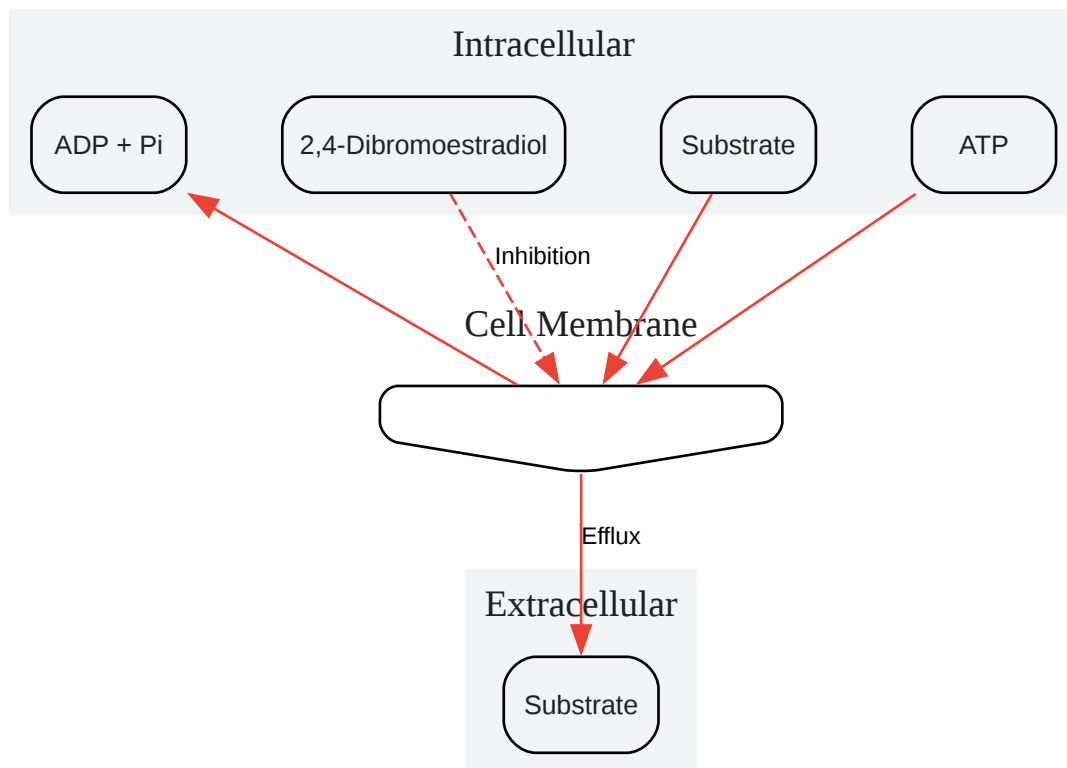 Intracellular
ADP + Pi
2,4-Dibromoestradiol
Substrate
ATP
Inhibition
Cell Membrane
Efflux
Extracellular
Substrate